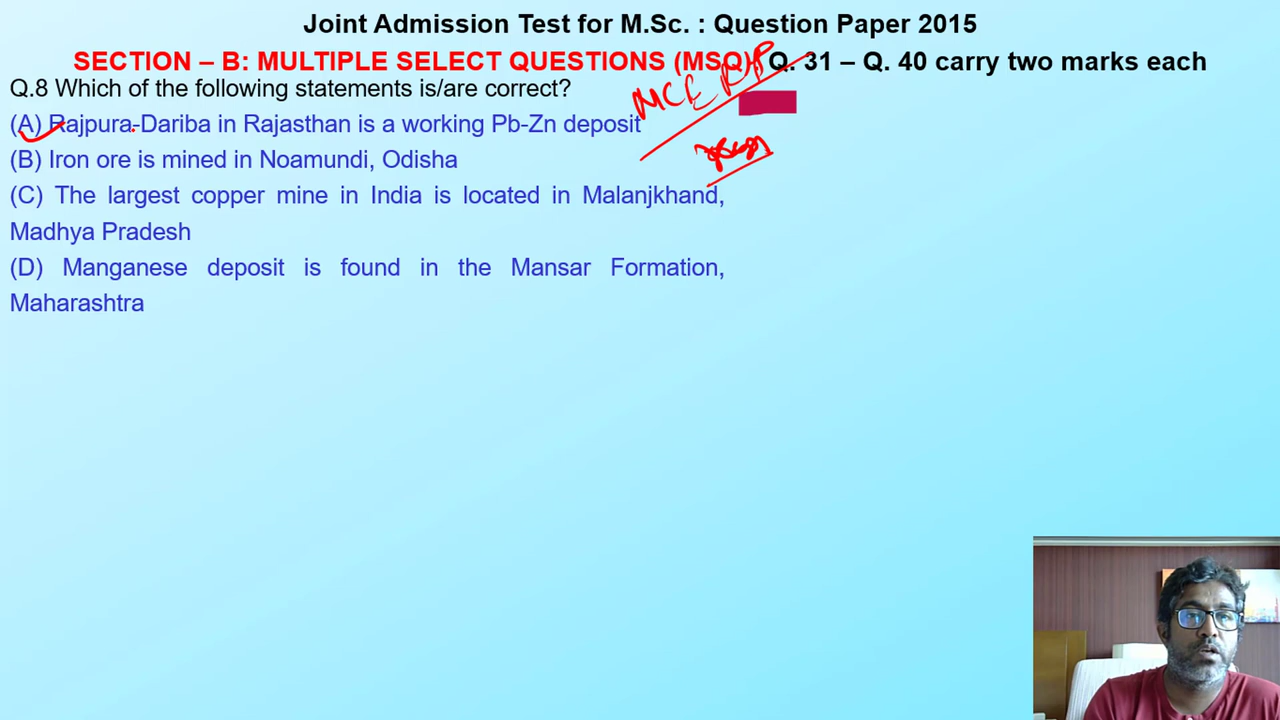 Joint Admission Test for M.Sc. : Question Paper 2015
SECTION – B: MULTIPLE SELECT QUESTIONS (MSQ) Q. 31 – Q. 40 carry two marks each
Q.8 Which of the following statements is/are correct?
(A) Rajpura-Dariba in Rajasthan is a working Pb-Zn deposit
(B) Iron ore is mined in Noamundi, Odisha
(C) The largest copper mine in India is located in Malanjkhand,
Madhya Pradesh
(D) Manganese deposit is found in the Mansar Formation,
Maharashtra